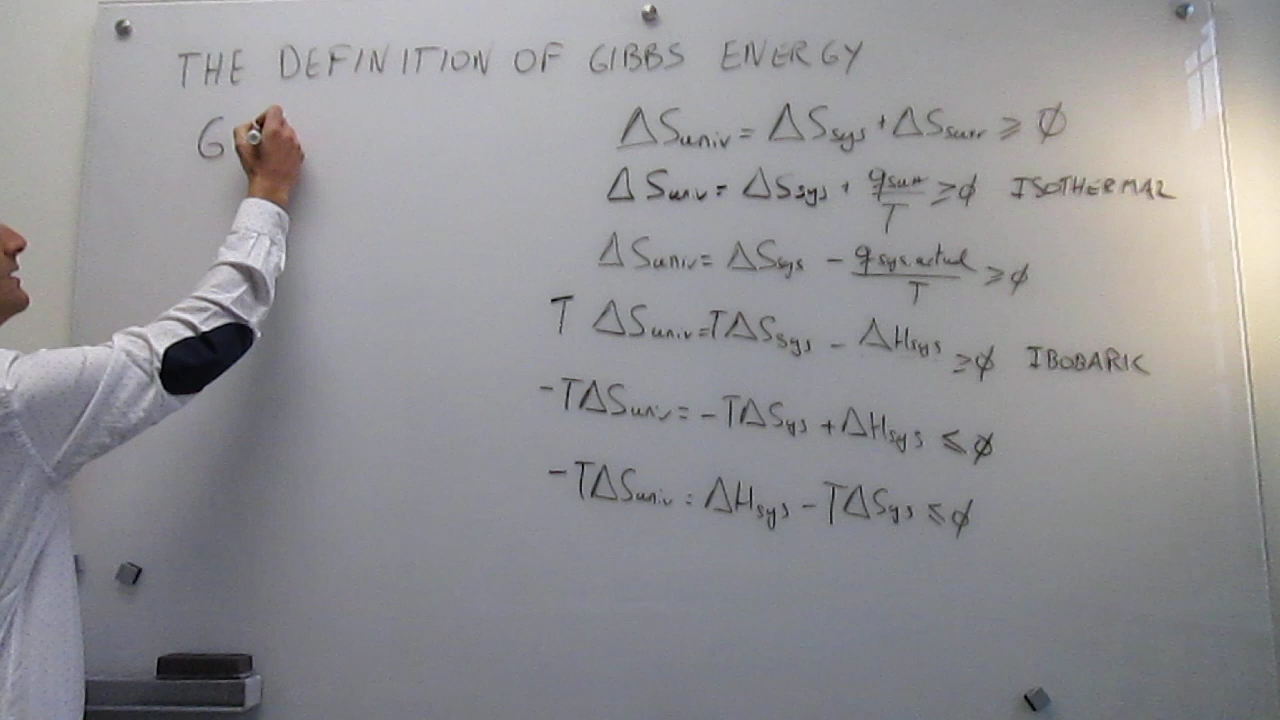 THE DEFINITION OF GIBBS ENERGY
G
ΔSuniv = ΔSsys + ΔSsurr ≥ ∅
ΔSuniv = ΔSsys + qsurr/T ≥ ∅ ISOTHERMAL
ΔSuniv = ΔSsys - qsys,actual/T ≥ ∅
TΔSuniv = TΔSsys - ΔHsys ≥ ∅ ISOBARIC
-TΔSuniv = -TΔSsys + ΔHsys ≤ ∅
-TΔSuniv = ΔHsys - TΔSsys ≤ ∅